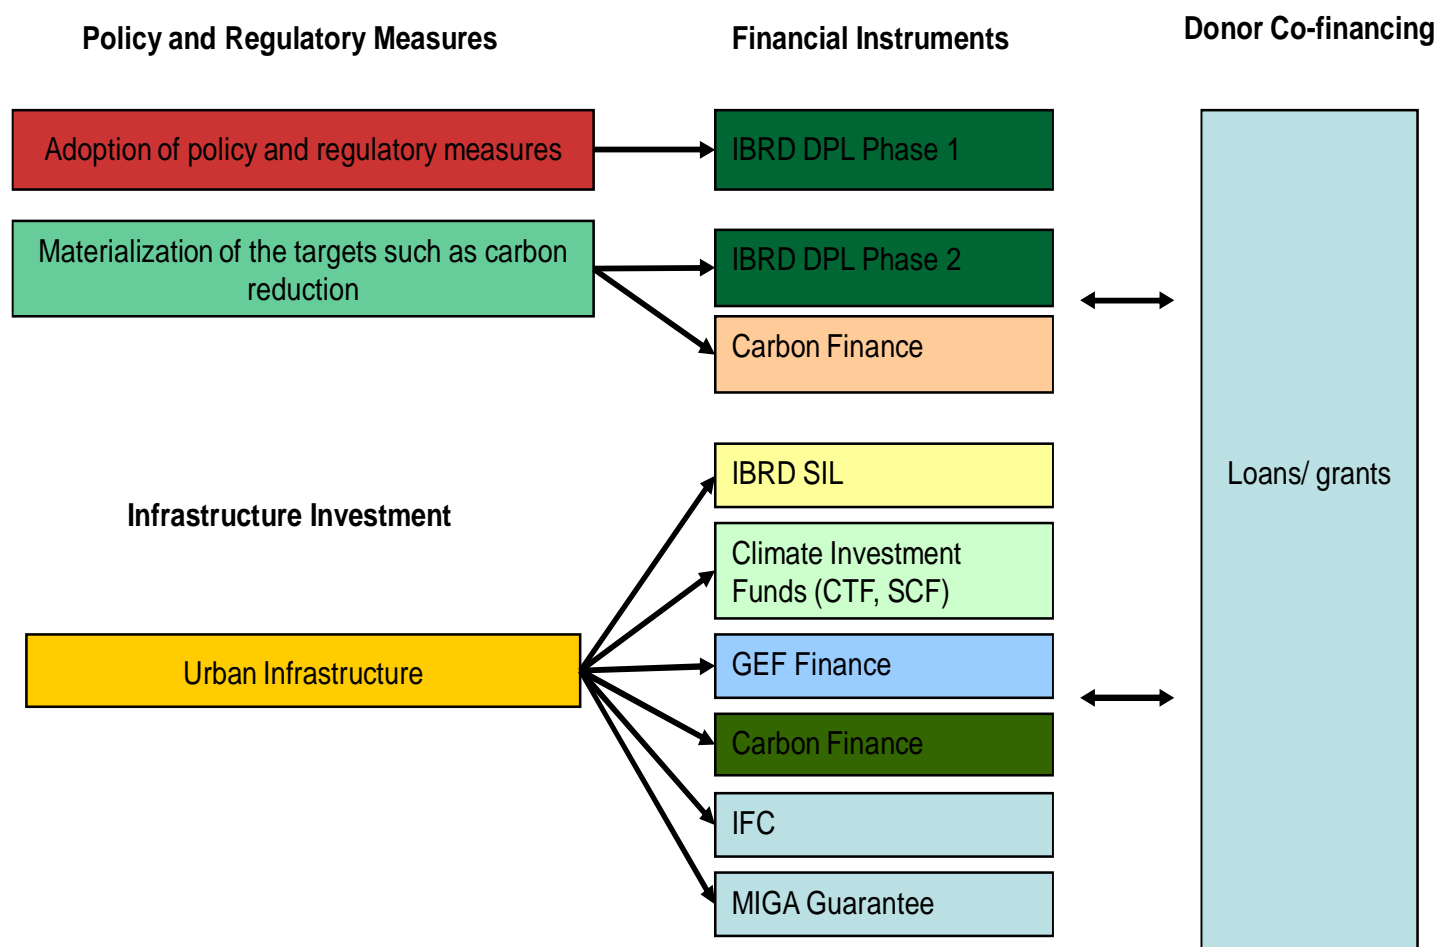 Policy and Regulatory Measures
Financial Instruments
Donor Co-financing
Adoption of policy and regulatory measures
IBRD DPL Phase 1
Materialization of the targets such as carbon
reduction
IBRD DPL Phase 2
Carbon Finance
Infrastructure Investment
Urban Infrastructure
IBRD SIL
Climate Investment
Funds (CTF, SCF)
GEF Finance
Carbon Finance
IFC
MIGA Guarantee
Loans/ grants